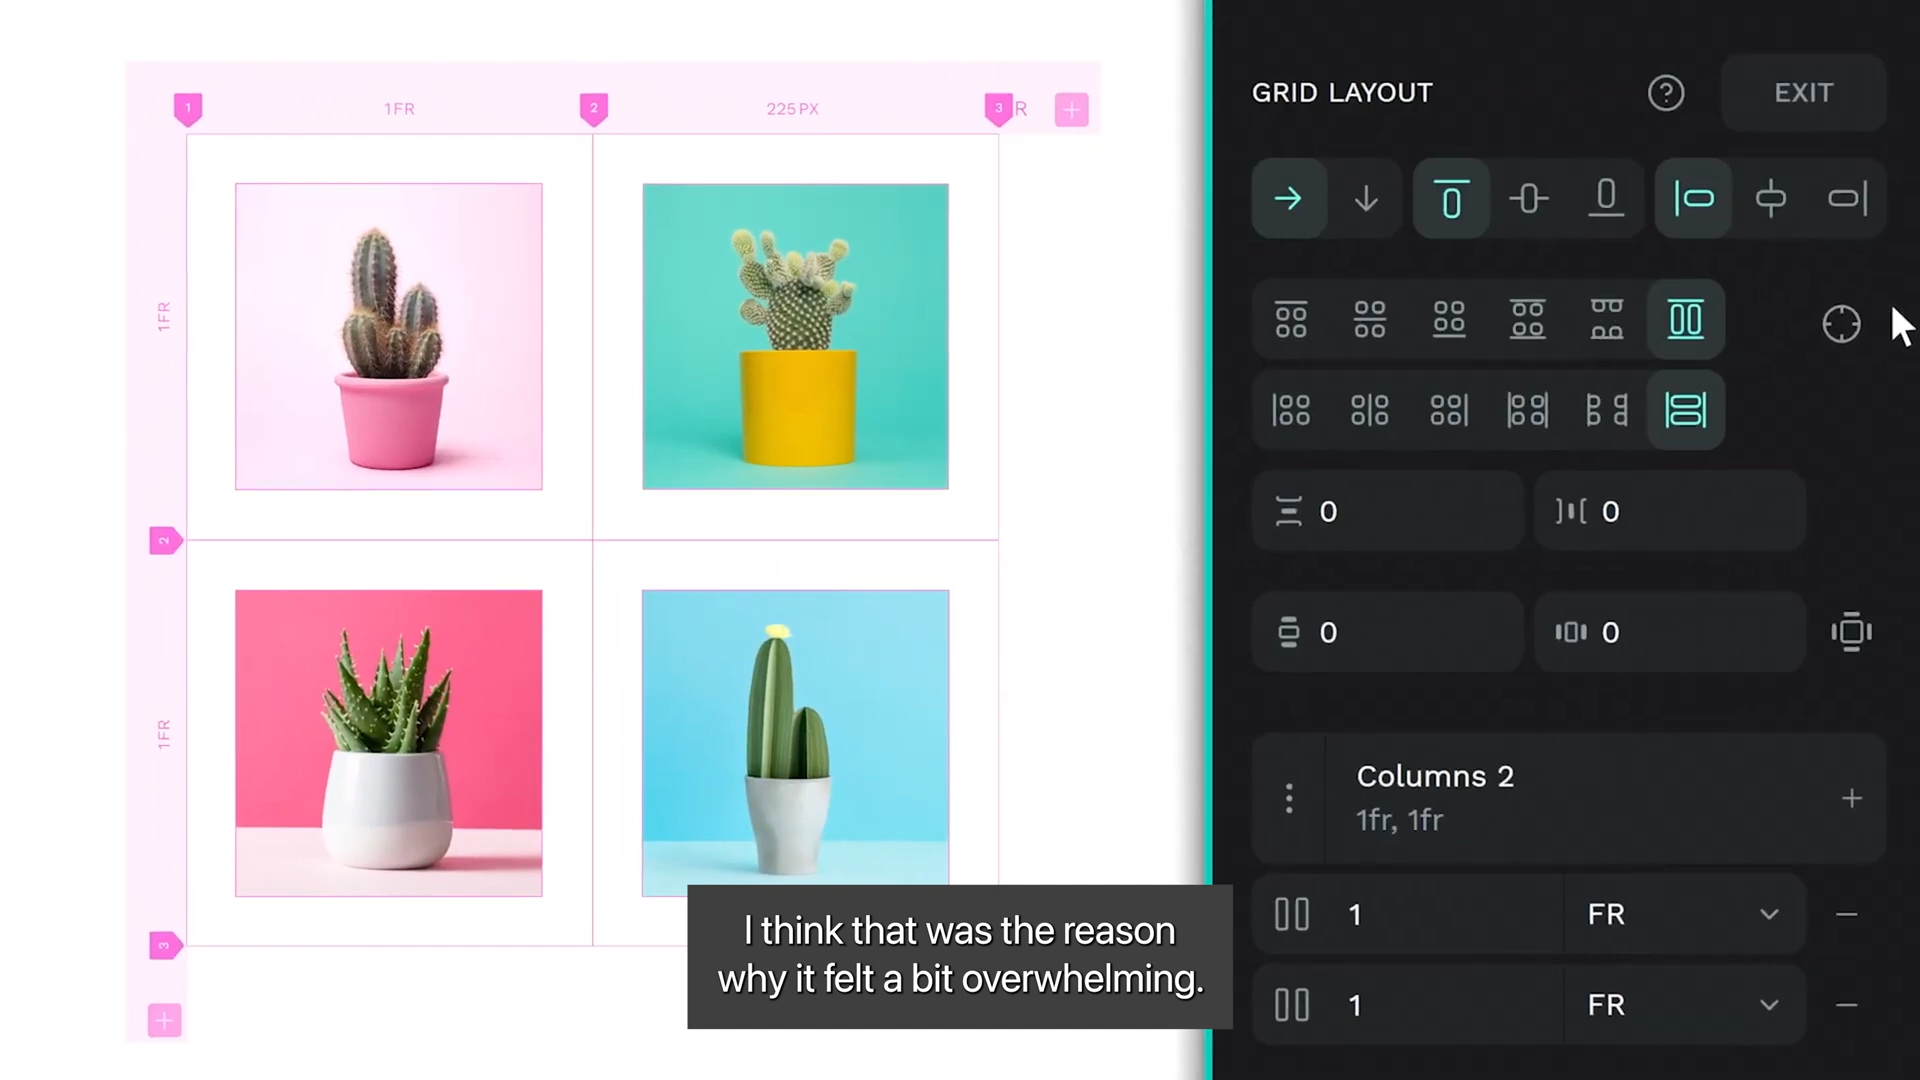 1
1FR
2
225PX
3
R
1FR
2
1FR
3
GRID LAYOUT
?
EXIT
0
0
0
0
Columns 2
1fr, 1fr
1
FR
1
FR
I think that was the reason
why it felt a bit overwhelming.